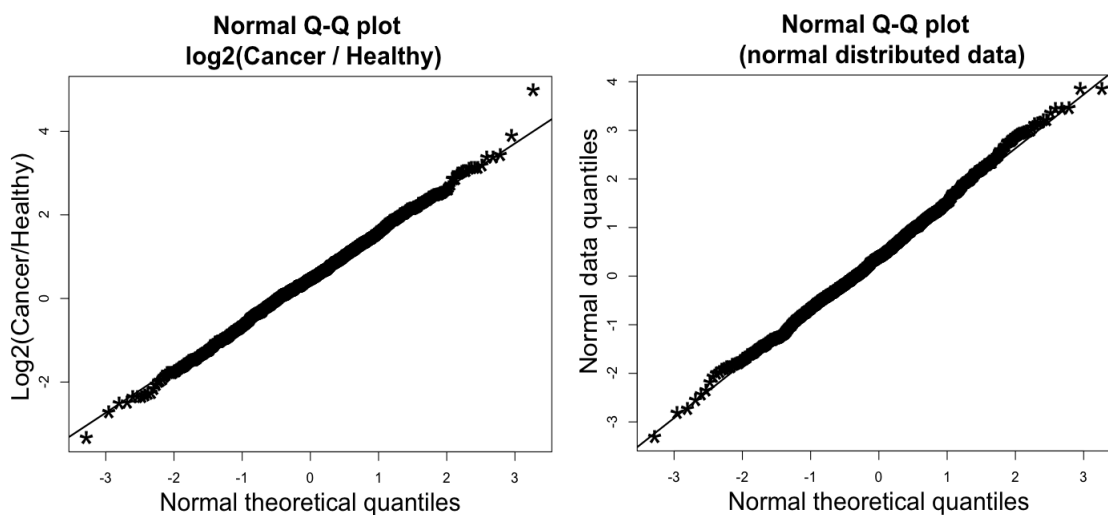 Normal Q-Q plot
log2(Cancer / Healthy)
Log2(Cancer/Healthy)
4
2
0
-2
-3 -2 -1 0 1 2 3
Normal theoretical quantiles
Normal Q-Q plot
(normal distributed data)
Normal data quantiles
4
3
2
1
0
-1
-2
-3
-3 -2 -1 0 1 2 3
Normal theoretical quantiles